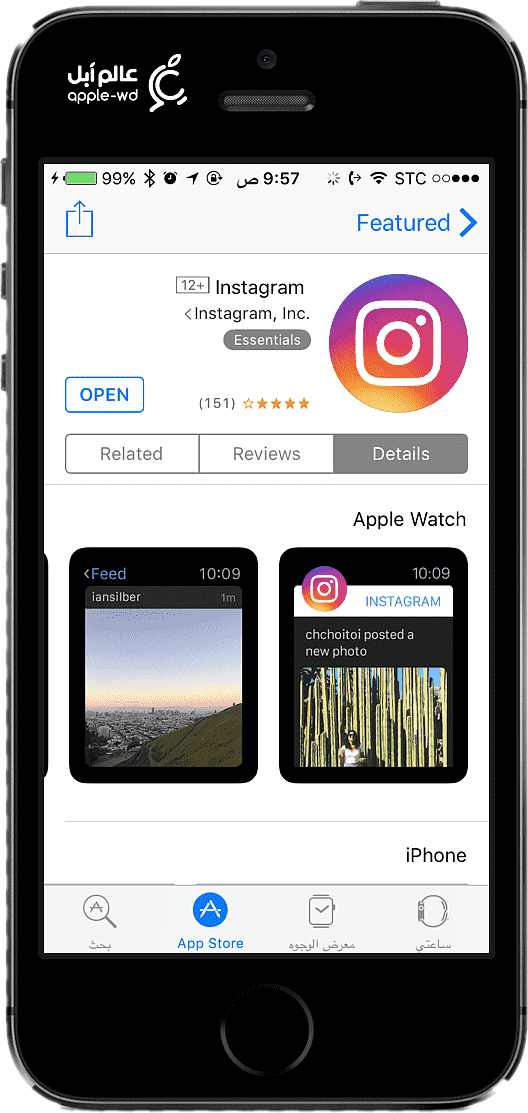 عالم آبل
apple-wd
99% 9:57 ص STC
Featured
12+ Instagram
Instagram, Inc.
Essentials
OPEN
(151)
Related Reviews Details
Apple Watch
Feed 10:09
iansilber 1m
10:09
INSTAGRAM
chchoitoi posted a
new photo
iPhone
بحث App Store معرض الوجوه ساعتي